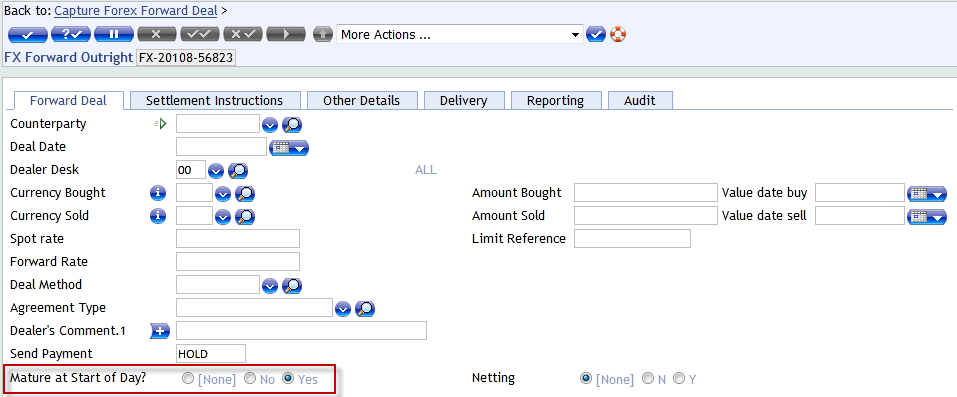 Back to: Capture Forex Forward Deal >
More Actions ...
FX Forward Outright FX-20108-56823
Forward Deal Settlement Instructions Other Details Delivery Reporting Audit
Counterparty
Deal Date
Dealer Desk 00 ALL
Currency Bought Amount Bought Value date buy
Currency Sold Amount Sold Value date sell
Spot rate Limit Reference
Forward Rate
Deal Method
Agreement Type
Dealer's Comment.1
Send Payment HOLD
Mature at Start of Day? [None] No Yes Netting [None] N Y